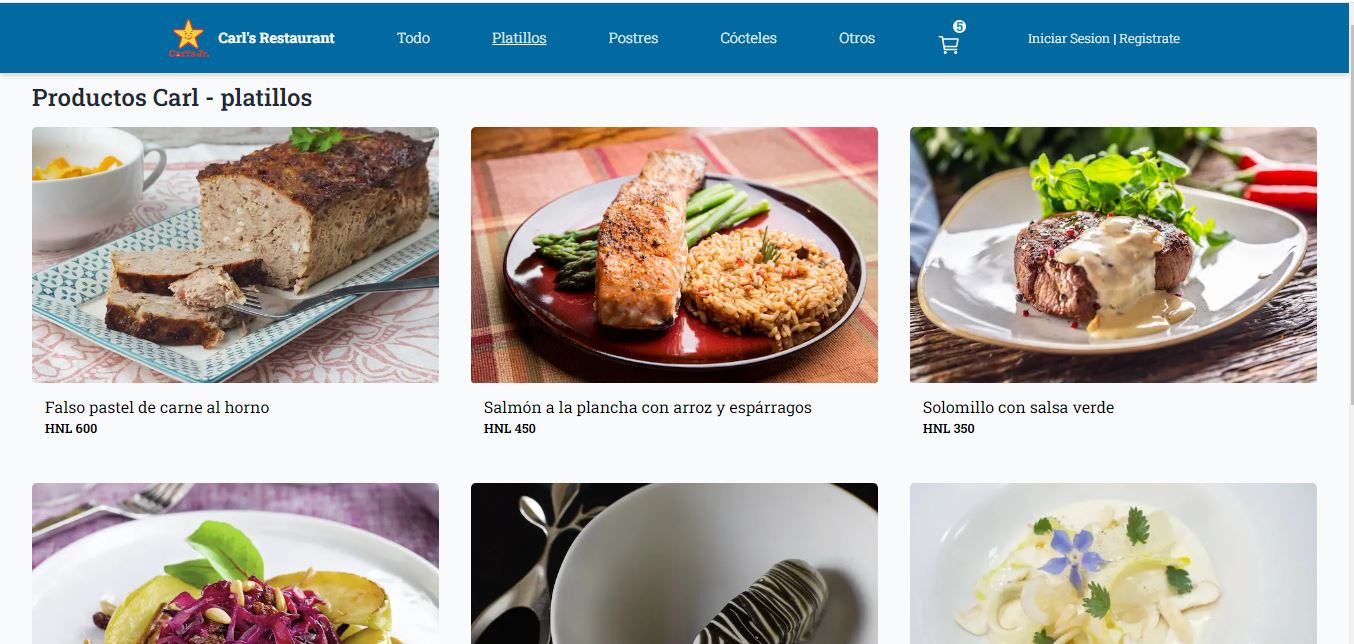 Carl's Jr.
Carl's Restaurant
Todo
Platillos
Postres
Cócteles
Otros
5
Iniciar Sesion | Registrate
Productos Carl - platillos
Falso pastel de carne al horno
HNL 600
Salmón a la plancha con arroz y espárragos
HNL 450
Solomillo con salsa verde
HNL 350